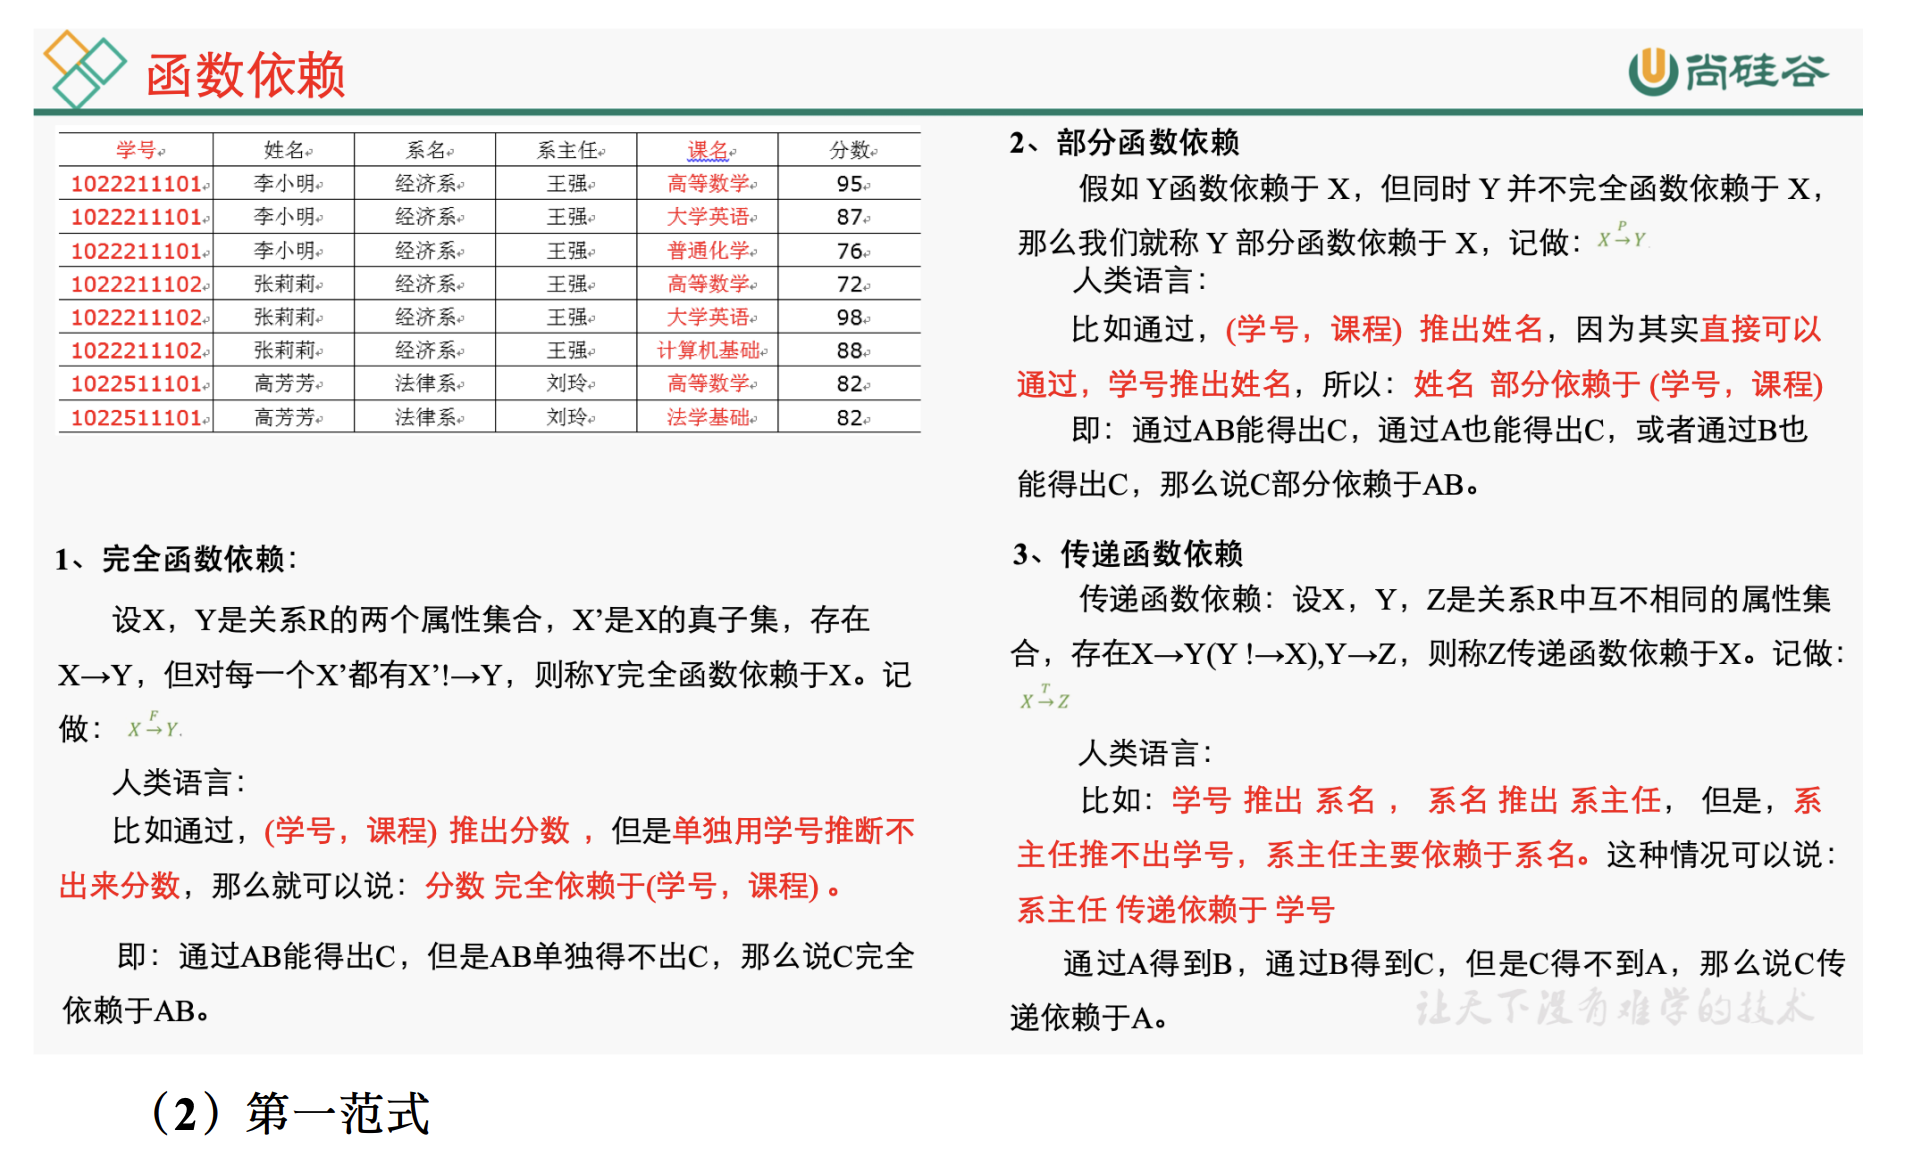 函数依赖
尚硅谷
学号 姓名 系名 系主任 课名 分数
1022211101 李小明 经济系 王强 高等数学 95
1022211101 李小明 经济系 王强 大学英语 87
1022211101 李小明 经济系 王强 普通化学 76
1022211102 张莉莉 经济系 王强 高等数学 72
1022211102 张莉莉 经济系 王强 大学英语 98
1022211102 张莉莉 经济系 王强 计算机基础 88
1022511101 高芳芳 法律系 刘玲 高等数学 82
1022511101 高芳芳 法律系 刘玲 法学基础 82
1、完全函数依赖：
设X，Y是关系R的两个属性集合，X’是X的真子集，存在
X→Y，但对每一个X’都有X’!→Y，则称Y完全函数依赖于X。记
做： X F→ Y.
人类语言：
比如通过，(学号，课程) 推出分数 ，但是单独用学号推断不
出来分数，那么就可以说：分数 完全依赖于(学号，课程) 。
即：通过AB能得出C，但是AB单独得不出C，那么说C完全
依赖于AB。
2、部分函数依赖
假如 Y函数依赖于 X，但同时 Y 并不完全函数依赖于 X，
那么我们就称 Y 部分函数依赖于 X，记做： X P→ Y
人类语言：
比如通过，(学号，课程) 推出姓名，因为其实直接可以
通过，学号推出姓名，所以：姓名 部分依赖于 (学号，课程)
即：通过AB能得出C，通过A也能得出C，或者通过B也
能得出C，那么说C部分依赖于AB。
3、传递函数依赖
传递函数依赖：设X，Y，Z是关系R中互不相同的属性集
合，存在X→Y(Y !→X),Y→Z，则称Z传递函数依赖于X。记做：
X T→ Z
人类语言：
比如：学号 推出 系名 ， 系名 推出 系主任， 但是，系
主任推不出学号，系主任主要依赖于系名。这种情况可以说：
系主任 传递依赖于 学号
通过A得到B，通过B得到C，但是C得不到A，那么说C传
递依赖于A。
让天下没有难学的技术
（2）第一范式